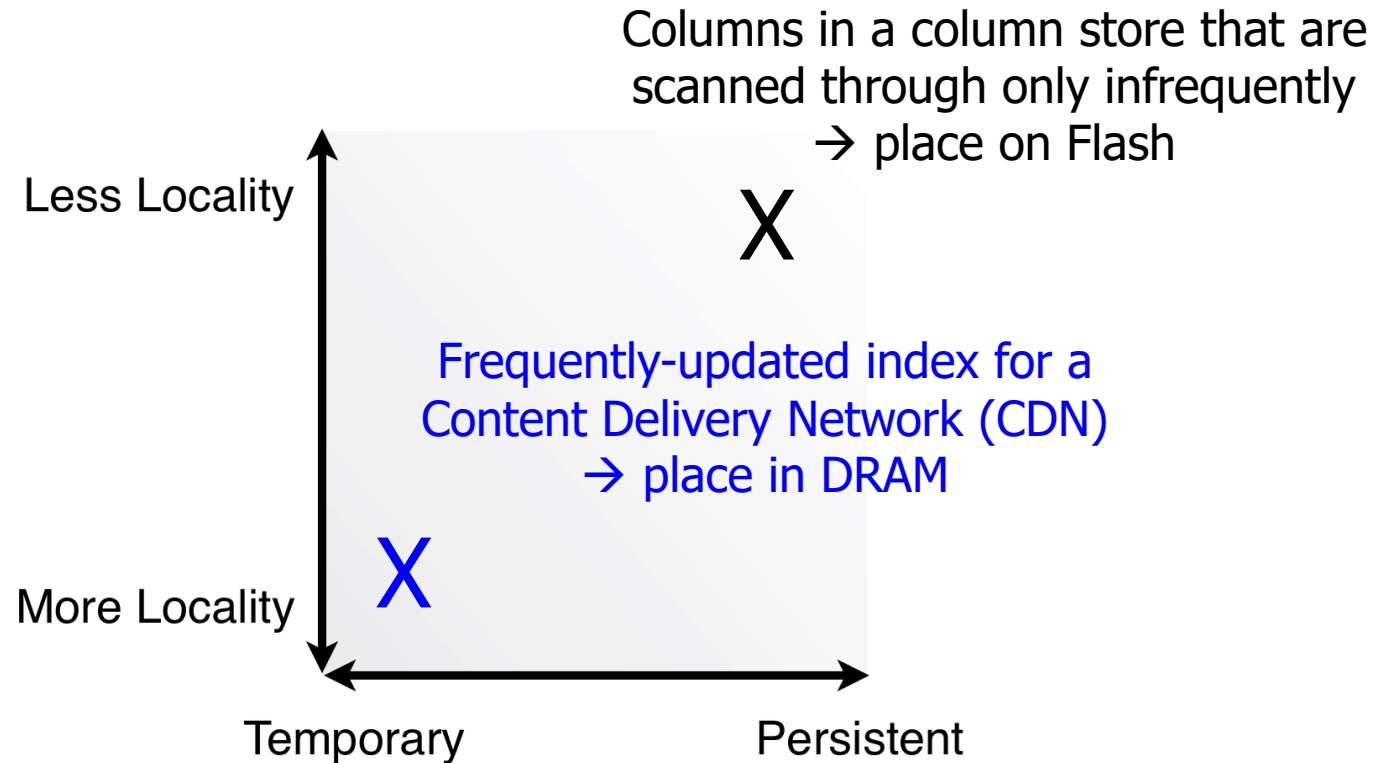 Columns in a column store that are
scanned through only infrequently
→ place on Flash
Less Locality
X
Frequently-updated index for a
Content Delivery Network (CDN)
→ place in DRAM
X
More Locality
Temporary
Persistent